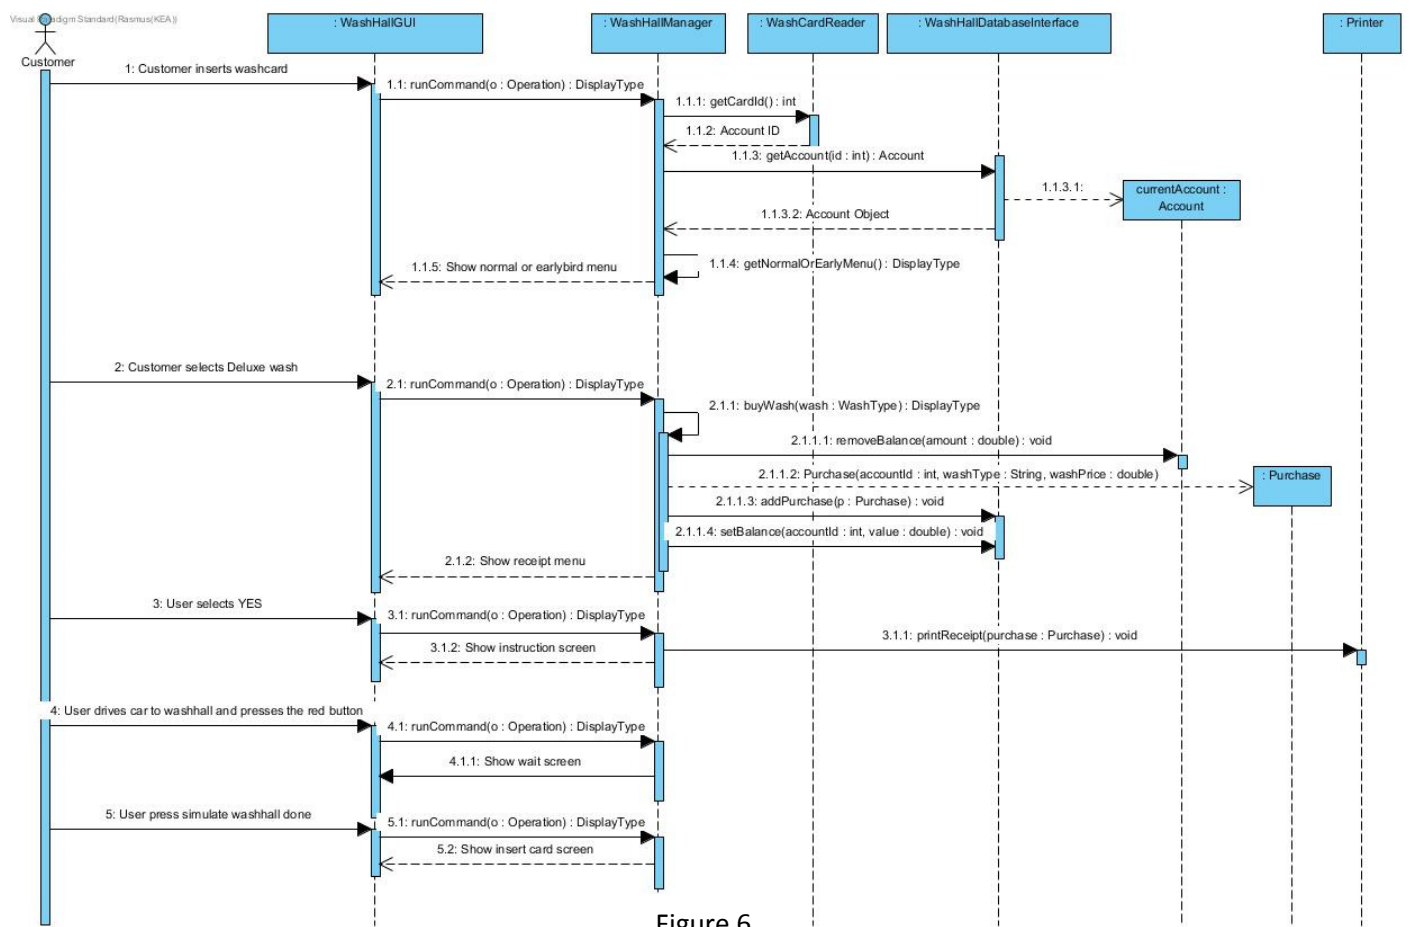 Visual Paradigm Standard(Rasmus(KEA))
Customer
: WashHallGUI
: WashHallManager
: WashCardReader
: WashHallDatabaseInterface
: Printer
1: Customer inserts washcard
1.1: runCommand(o : Operation) : DisplayType
1.1.1: getCardId() : int
1.1.2: Account ID
1.1.3: getAccount(id : int) : Account
1.1.3.1:
currentAccount :
Account
1.1.3.2: Account Object
1.1.4: getNormalOrEarlyMenu() : DisplayType
1.1.5: Show normal or earlybird menu
2: Customer selects Deluxe wash
2.1: runCommand(o : Operation) : DisplayType
2.1.1: buyWash(wash : WashType) : DisplayType
2.1.1.1: removeBalance(amount : double) : void
2.1.1.2: Purchase(accountId : int, washType : String, washPrice : double)
: Purchase
2.1.1.3: addPurchase(p : Purchase) : void
2.1.1.4: setBalance(accountId : int, value : double) : void
2.1.2: Show receipt menu
3: User selects YES
3.1: runCommand(o : Operation) : DisplayType
3.1.1: printReceipt(purchase : Purchase) : void
3.1.2: Show instruction screen
4: User drives car to washhall and presses the red button
4.1: runCommand(o : Operation) : DisplayType
4.1.1: Show wait screen
5: User press simulate washhall done
5.1: runCommand(o : Operation) : DisplayType
5.2: Show insert card screen
Figure 6